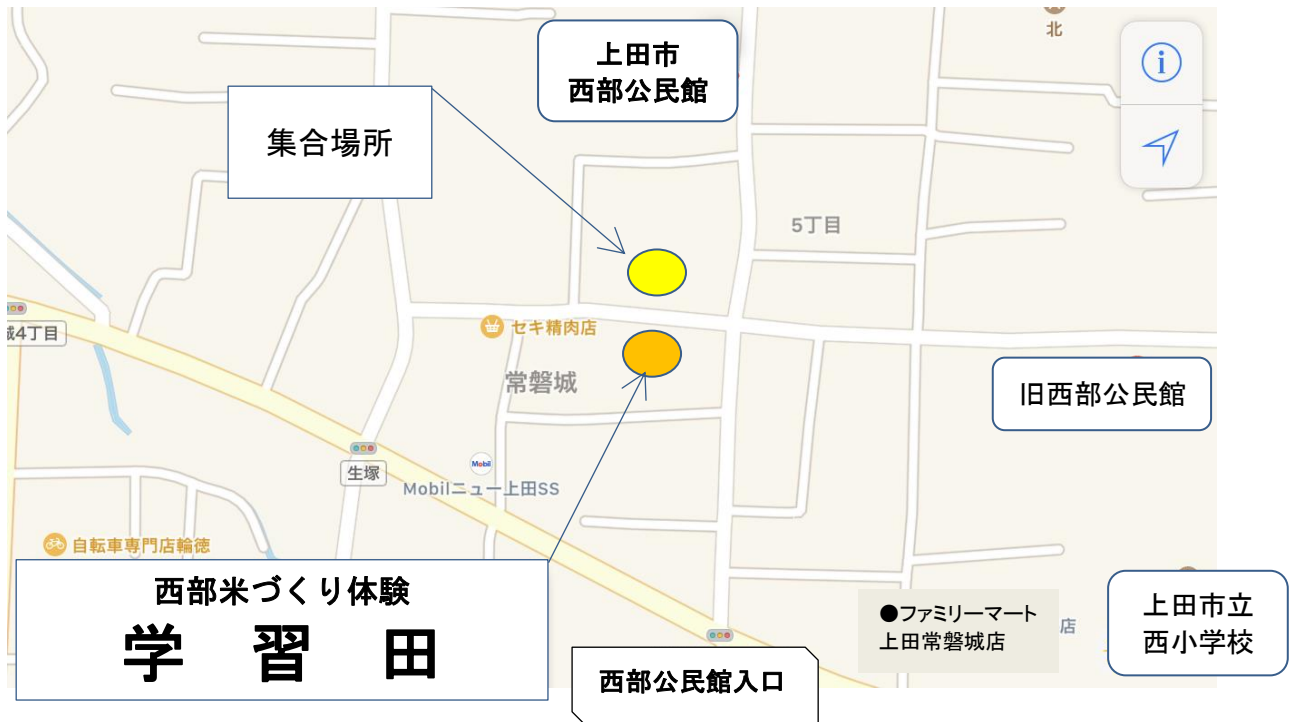 北
上田市
西部公民館
集合場所
5丁目
セキ精肉店
城4丁目
常磐城
旧西部公民館
生塚
Mobil
Mobilニュー上田SS
自転車専門店輪徳
西部米づくり体験
学 習 田
●ファミリーマート
上田常磐城店
店
上田市立
西小学校
西部公民館入口